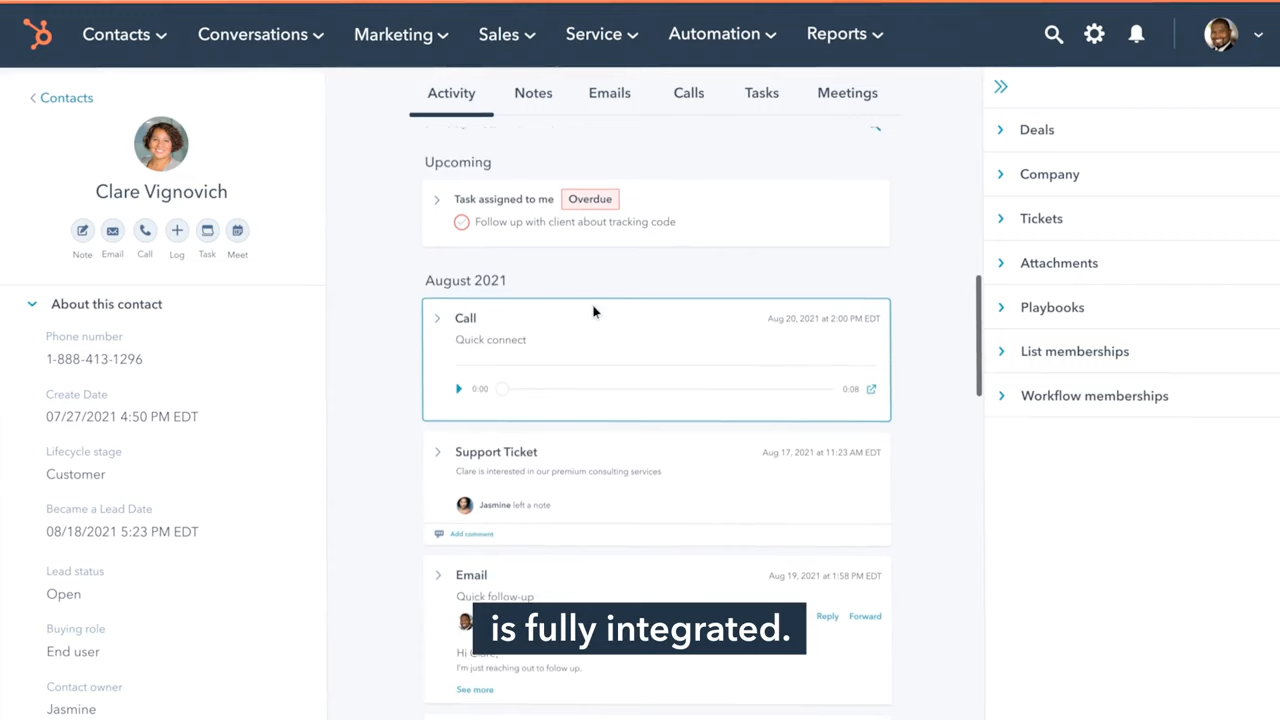 Contacts
Conversations
Marketing
Sales
Service
Automation
Reports
Contacts
Clare Vignovich
Note
Email
Call
Log
Task
Meet
About this contact
Phone number
1-888-413-1296
Create Date
07/27/2021 4:50 PM EDT
Lifecycle stage
Customer
Became a Lead Date
08/18/2021 5:23 PM EDT
Lead status
Open
Buying role
End user
Contact owner
Jasmine
Activity
Notes
Emails
Calls
Tasks
Meetings
Upcoming
Task assigned to me Overdue
Follow up with client about tracking code
August 2021
Call Aug 20, 2021 at 2:00 PM EDT
Quick connect
0:00 0:08
Support Ticket Aug 17, 2021 at 11:23 AM EDT
Clare is interested in our premium consulting services
Jasmine left a note
Add comment
Email Aug 19, 2021 at 1:58 PM EDT
Quick follow-up
Reply Forward
is fully integrated.
I'm just reaching out to folow up.
See more
Deals
Company
Tickets
Attachments
Playbooks
List memberships
Workflow memberships